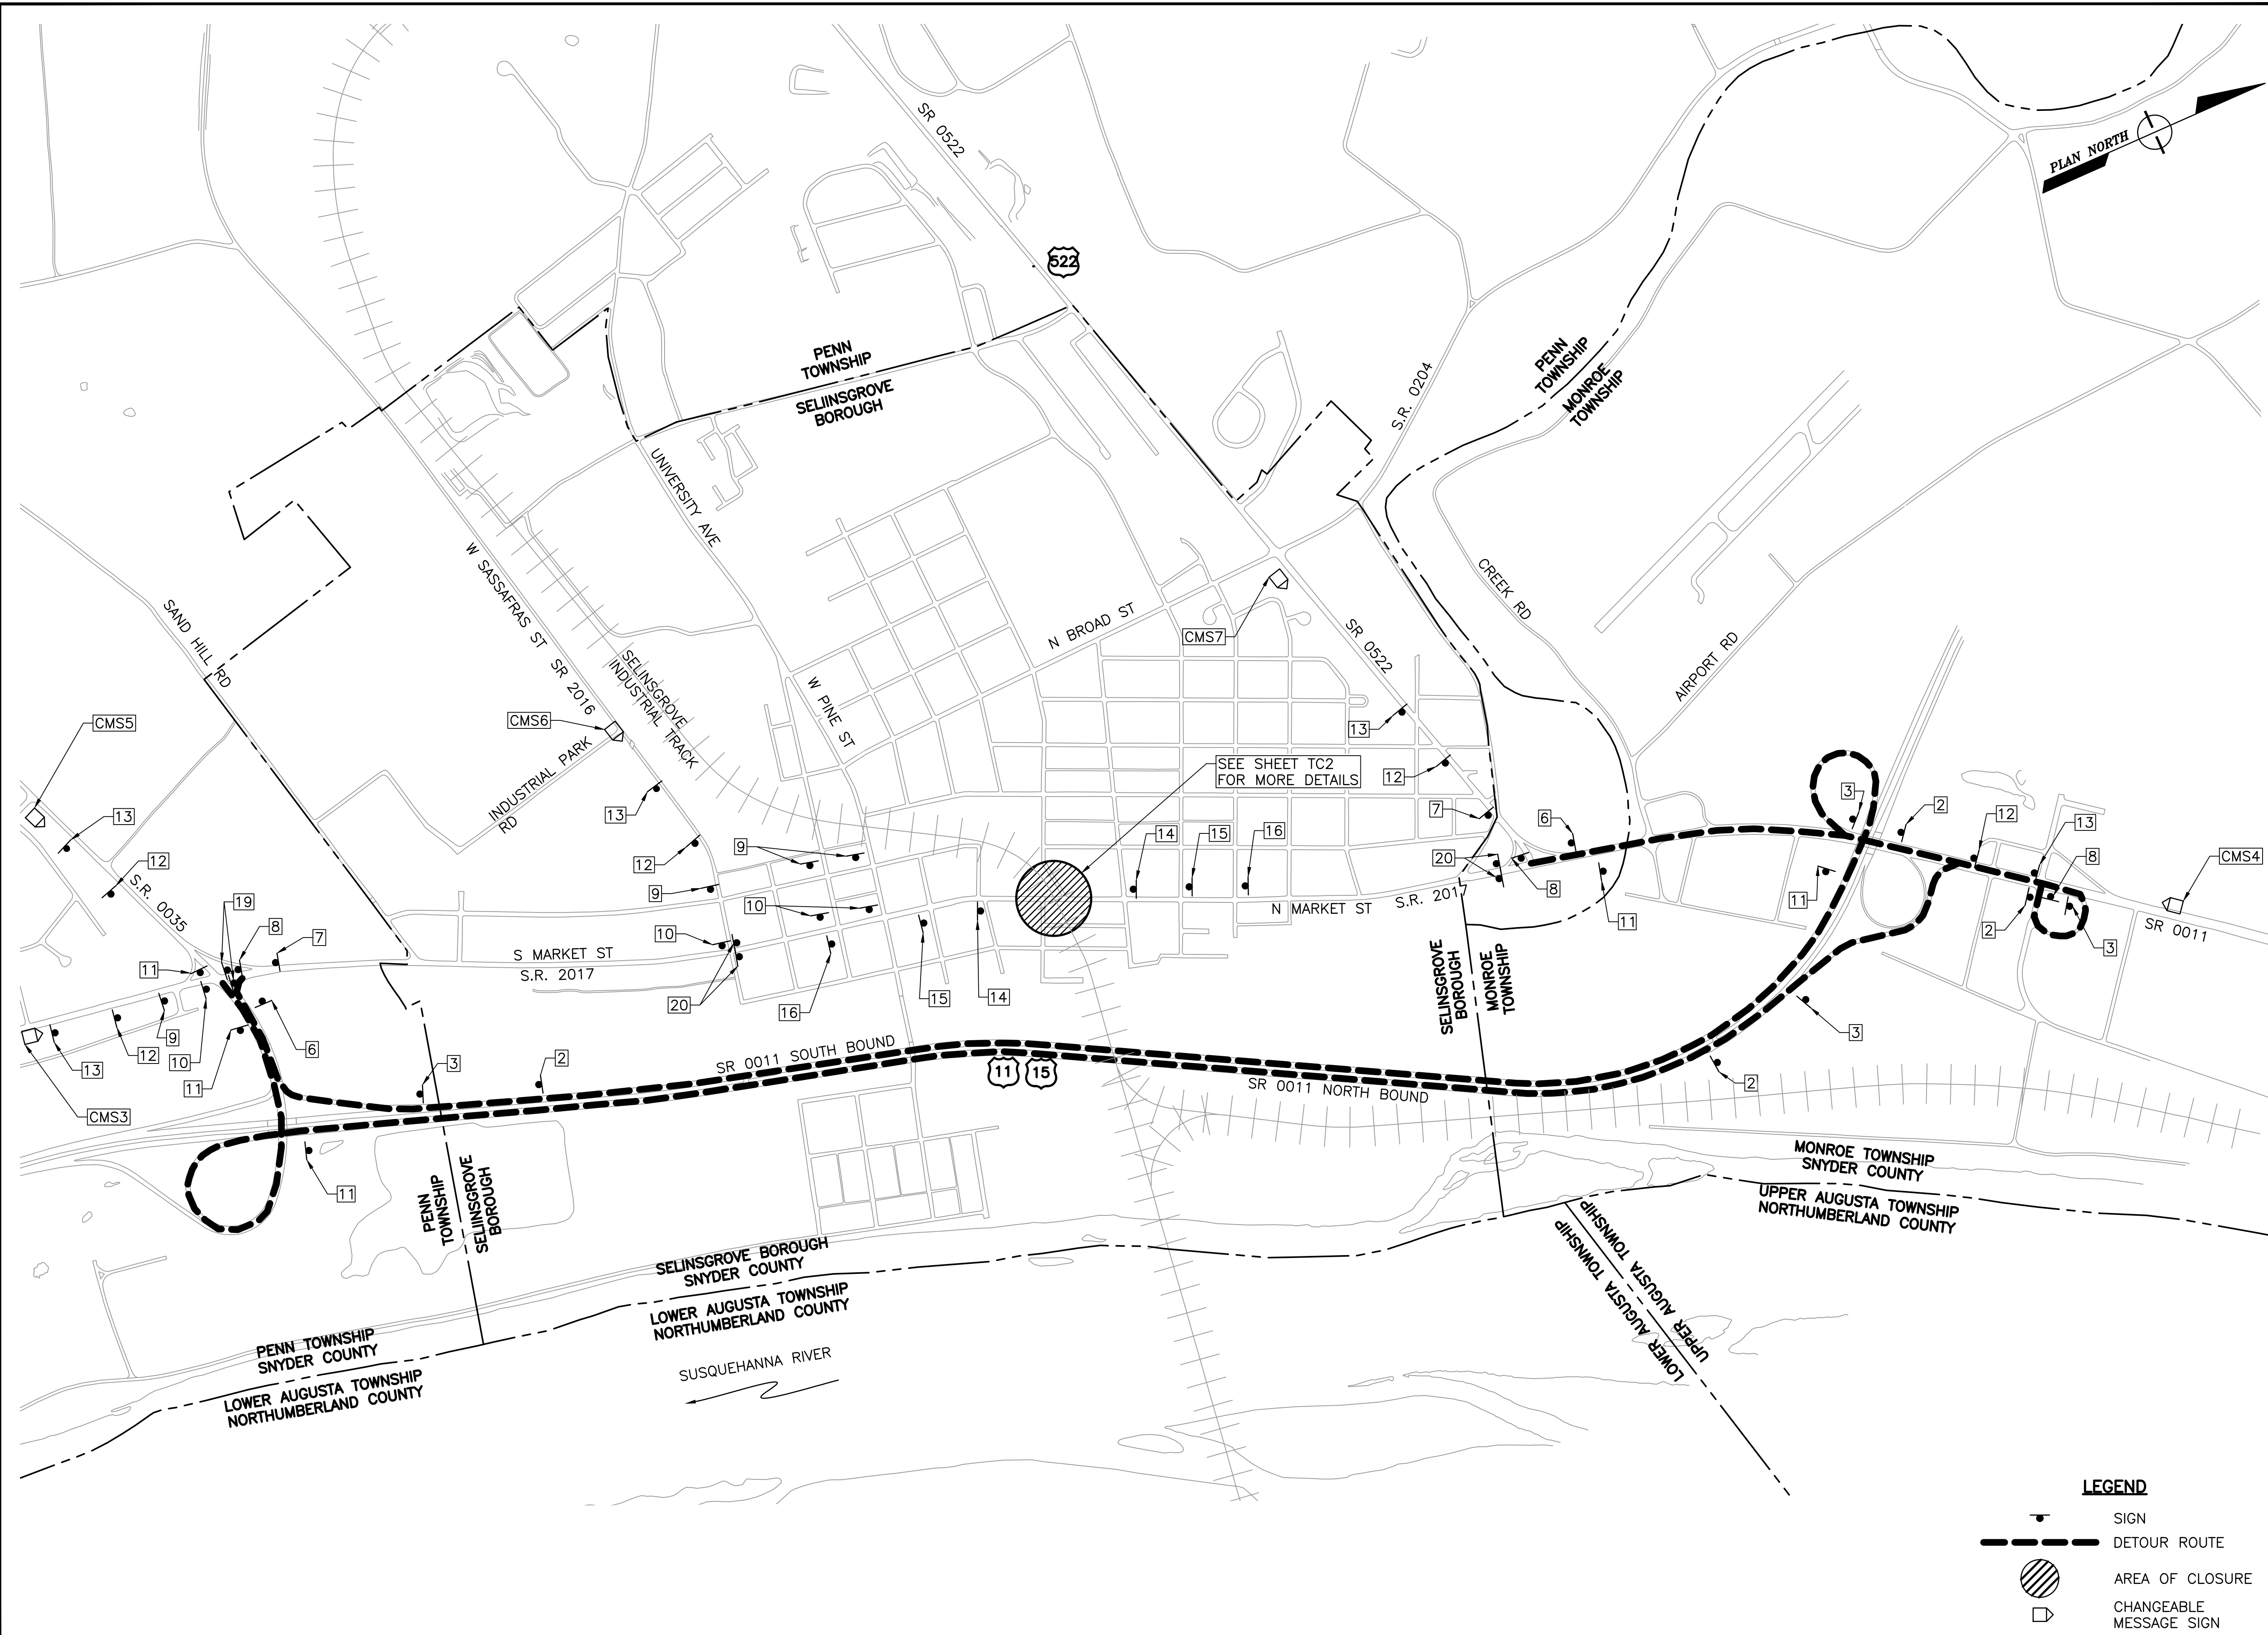 SR 0522
PLAN NORTH
522
PENN
TOWNSHIP
SELIINSGROVE
BOROUGH
S.R. 0204
PENN
TOWNSHIP
MONROE
TOWNSHIP
UNIVERSITY AVE
W SASSAFRAS ST SR 2016
SAND HILL RD
SELINSGROVE
INDUSTRIAL TRACK
INDUSTRIAL PARK
RD
W PINE ST
N BROAD ST
CREEK RD
AIRPORT RD
SR 0522
CMS7
CMS5
CMS6
SEE SHEET TC2
FOR MORE DETAILS
13
12
7
6
20
8
11
3
2
12
13
8
CMS4
11
2
3
SR 0011
13
12
S.R. 0035
19
8
7
11
9
10
11
6
13
12
CMS3
13
12
9
9
10
10
20
16
15
14
14
15
16
S MARKET ST
S.R. 2017
N MARKET ST
S.R. 2017
SELINSGROVE
BOROUGH
MONROE
TOWNSHIP
3
2
SR 0011 SOUTH BOUND
11
15
SR 0011 NORTH BOUND
3
2
11
PENN
TOWNSHIP
SELIINSGROVE
BOROUGH
MONROE TOWNSHIP
SNYDER COUNTY
UPPER AUGUSTA TOWNSHIP
NORTHUMBERLAND COUNTY
UPPER AUGUSTA TOWNSHIP
LOWER AUGUSTA TOWNSHIP
SELINSGROVE BOROUGH
SNYDER COUNTY
LOWER AUGUSTA TOWNSHIP
NORTHUMBERLAND COUNTY
PENN TOWNSHIP
SNYDER COUNTY
LOWER AUGUSTA TOWNSHIP
NORTHUMBERLAND COUNTY
SUSQUEHANNA RIVER
LEGEND
SIGN
DETOUR ROUTE
AREA OF CLOSURE
CHANGEABLE
MESSAGE SIGN